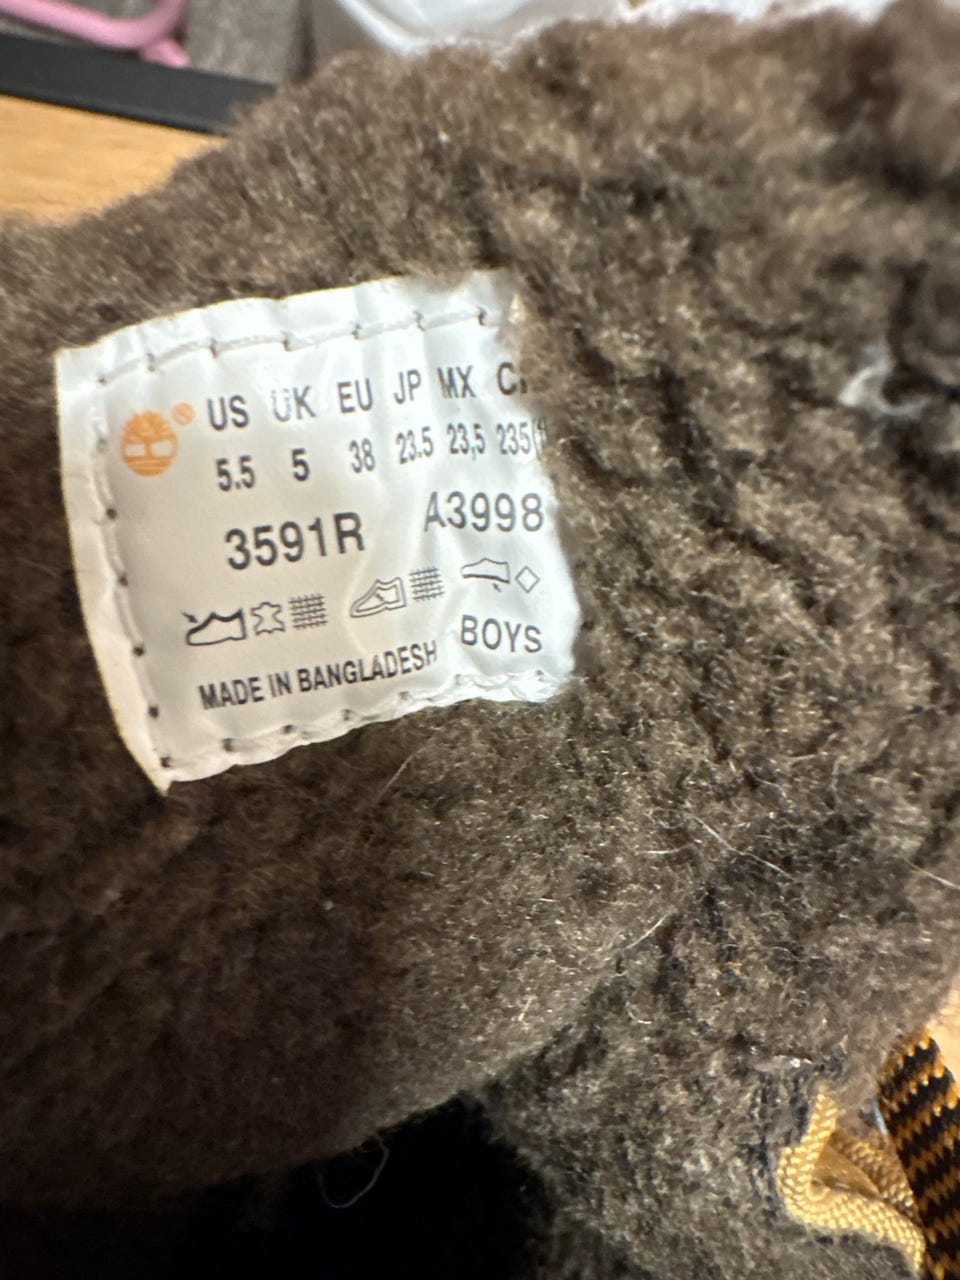 ® US UK EU JP MX
5.5 5 38 23.5 23,5 235
3591R A3998
BOYS
MADE IN BANGLADESH